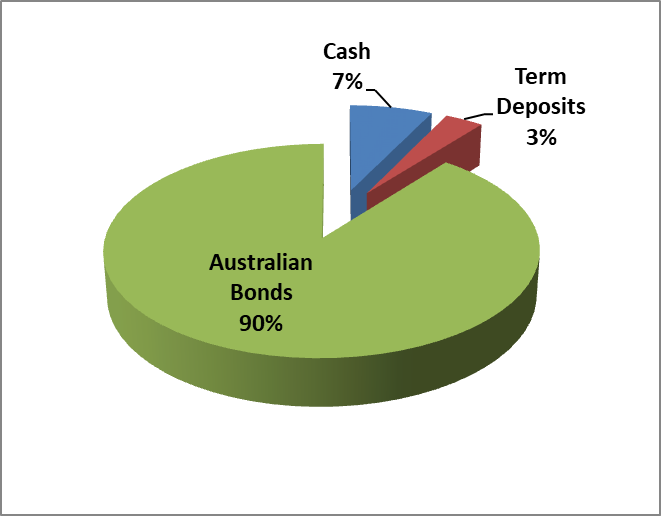 Cash
7%
Term
Deposits
3%
Australian
Bonds
90%